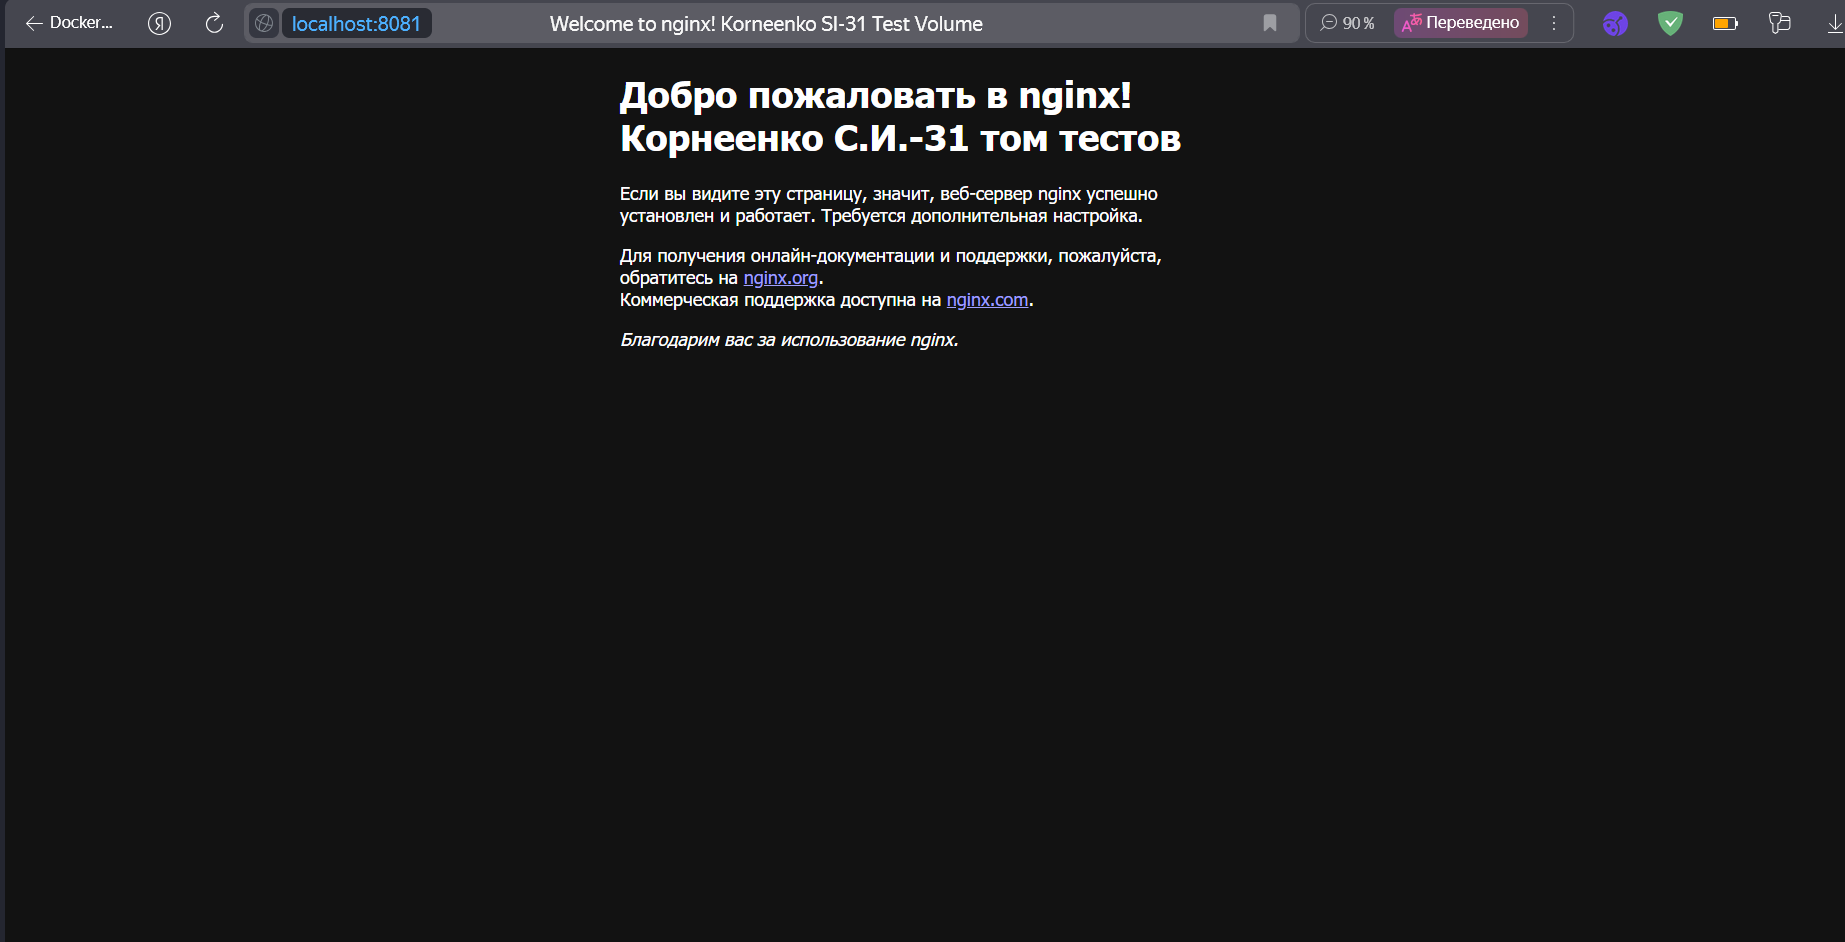 Docker...
Я
localhost:8081
Welcome to nginx! Korneenko SI-31 Test Volume
90 %
Переведено
Добро пожаловать в nginx!
Корнеенко С.И.-31 том тестов
Если вы видите эту страницу, значит, веб-сервер nginx успешно
установлен и работает. Требуется дополнительная настройка.
Для получения онлайн-документации и поддержки, пожалуйста,
обратитесь на nginx.org.
Коммерческая поддержка доступна на nginx.com.
Благодарим вас за использование nginx.